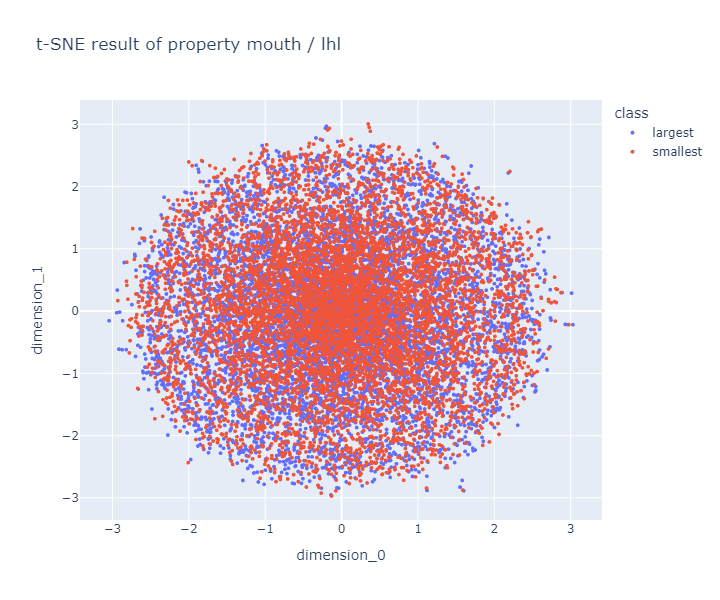 t-SNE result of property mouth / lhl
class
largest
smallest
dimension_1
3
2
1
0
−1
−2
−3
−3
−2
−1
0
1
2
3
dimension_0